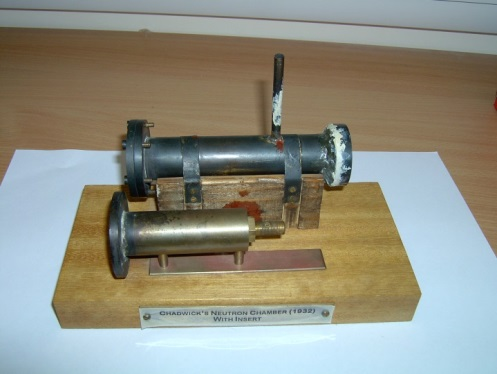 CHADWICK'S NEUTRON CHAMBER (1932)
WITH INSERT